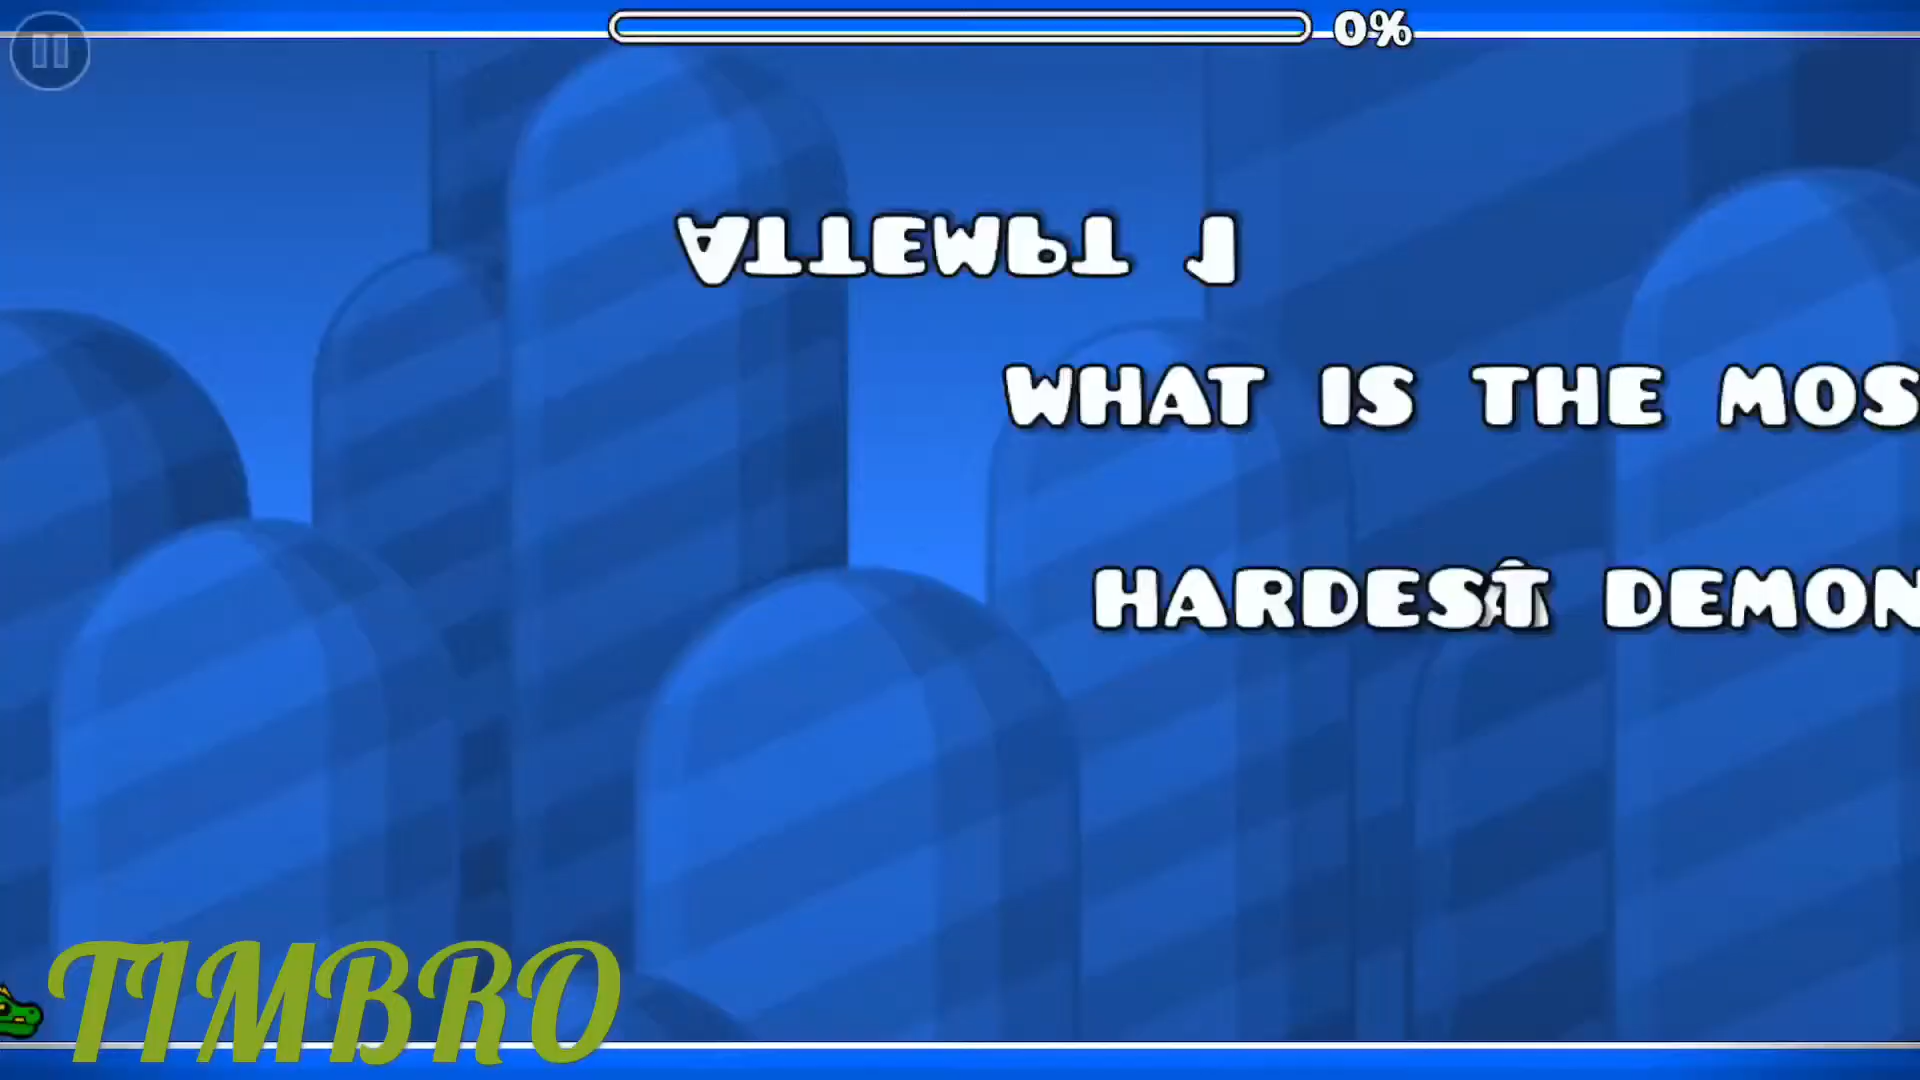 0%
ATTEMPT 1
WHAT IS THE MOS
HARDEST DEMON
TIMBRO